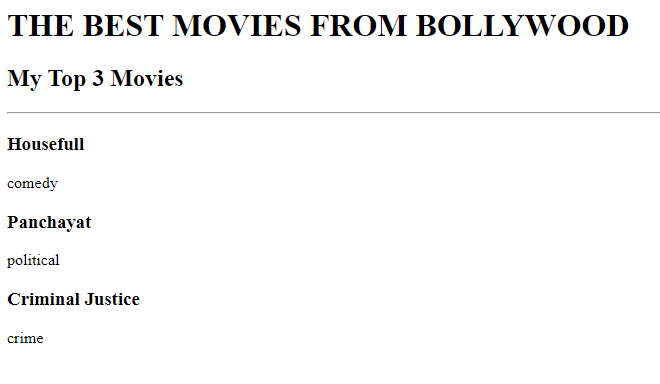 THE BEST MOVIES FROM BOLLYWOOD
My Top 3 Movies
Housefull
comedy
Panchayat
political
Criminal Justice
crime